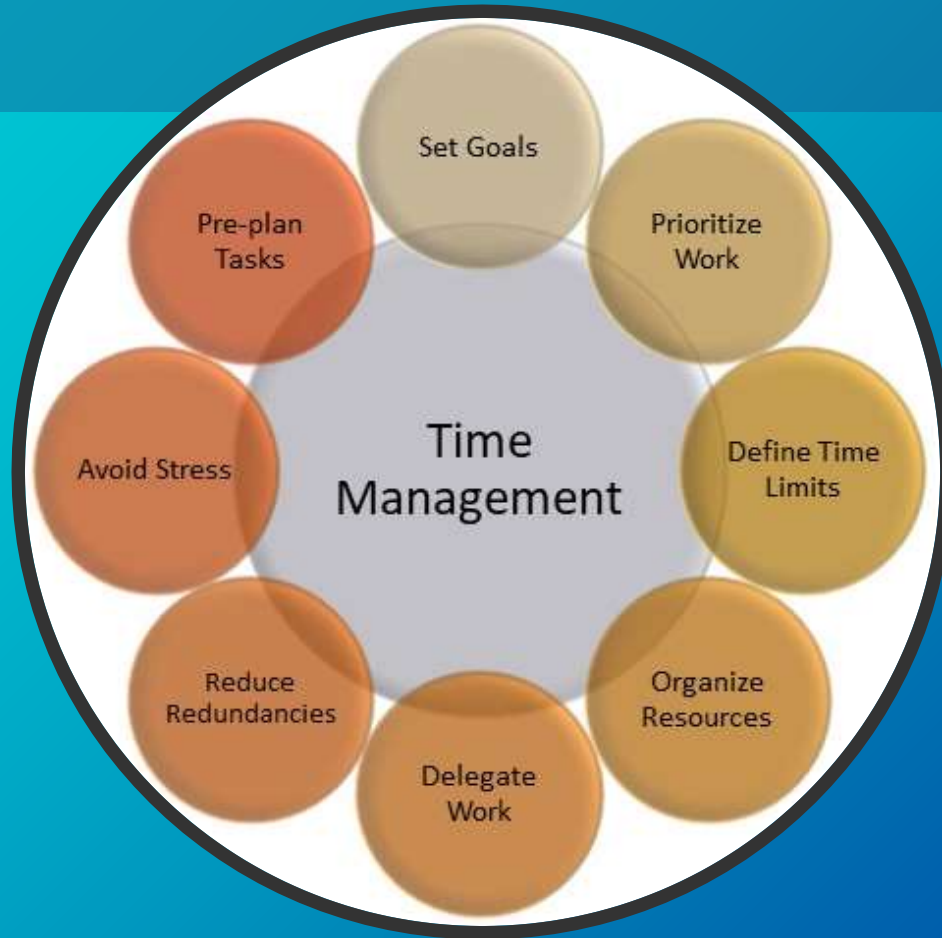 Set Goals
Prioritize
Work
Define Time
Limits
Organize
Resources
Delegate
Work
Reduce
Redundancies
Avoid Stress
Pre-plan
Tasks
Time
Management